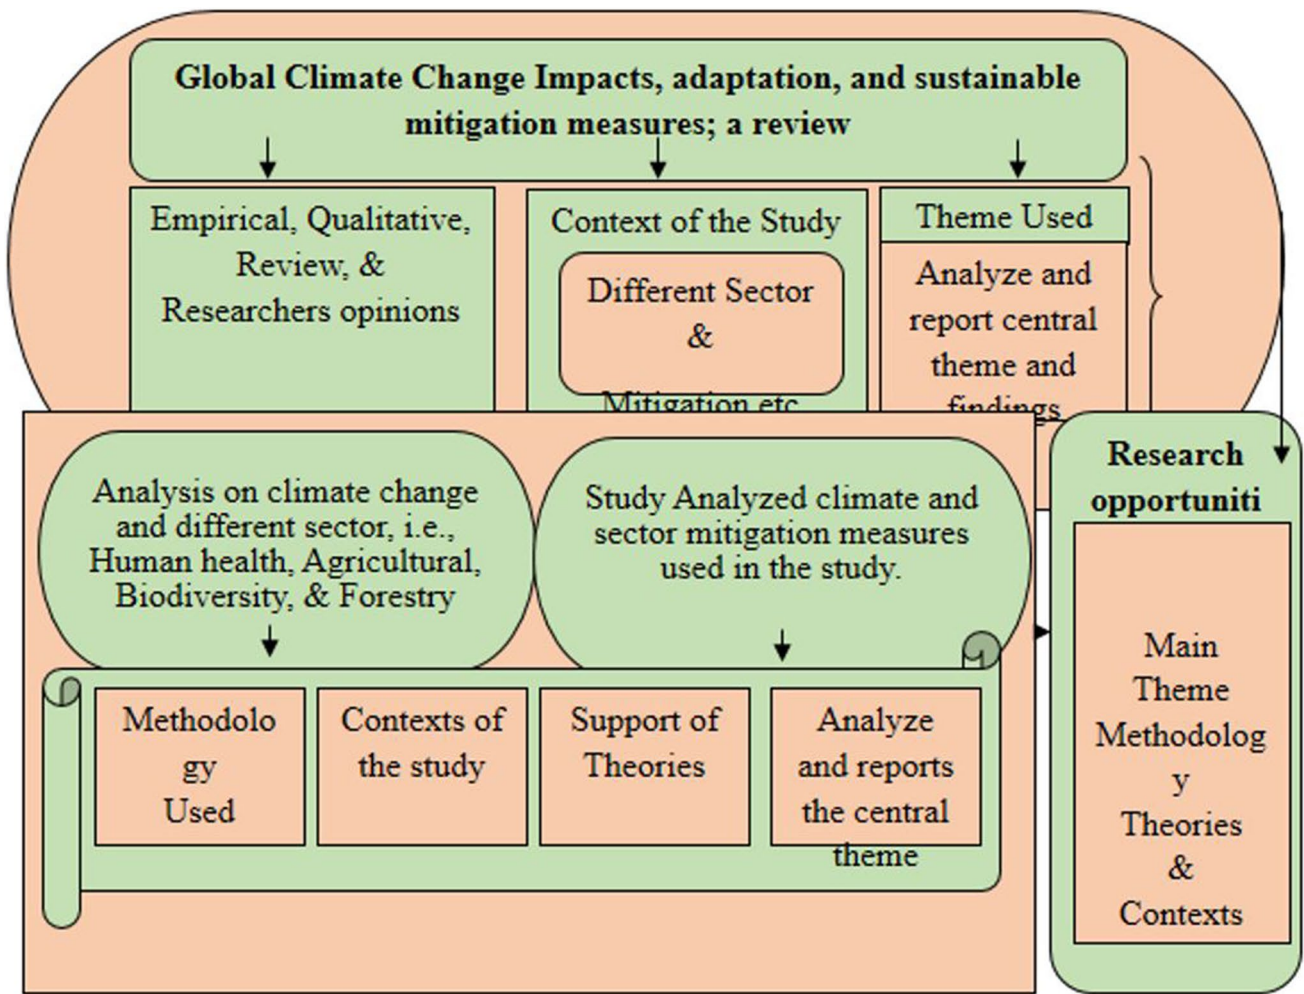 Global Climate Change Impacts, adaptation, and sustainable
mitigation measures; a review
Empirical, Qualitative,
Review, &
Researchers opinions
Context of the Study
Different Sector
&
Mitigation etc
Theme Used
Analyze and
report central
theme and
findings
Analysis on climate change
and different sector, i.e.,
Human health, Agricultural,
Biodiversity, & Forestry
Study Analyzed climate and
sector mitigation measures
used in the study.
Methodolo
gy
Used
Contexts of
the study
Support of
Theories
Analyze
and reports
the central
theme
Research
opportuniti
Main
Theme
Methodolog
y
Theories
&
Contexts